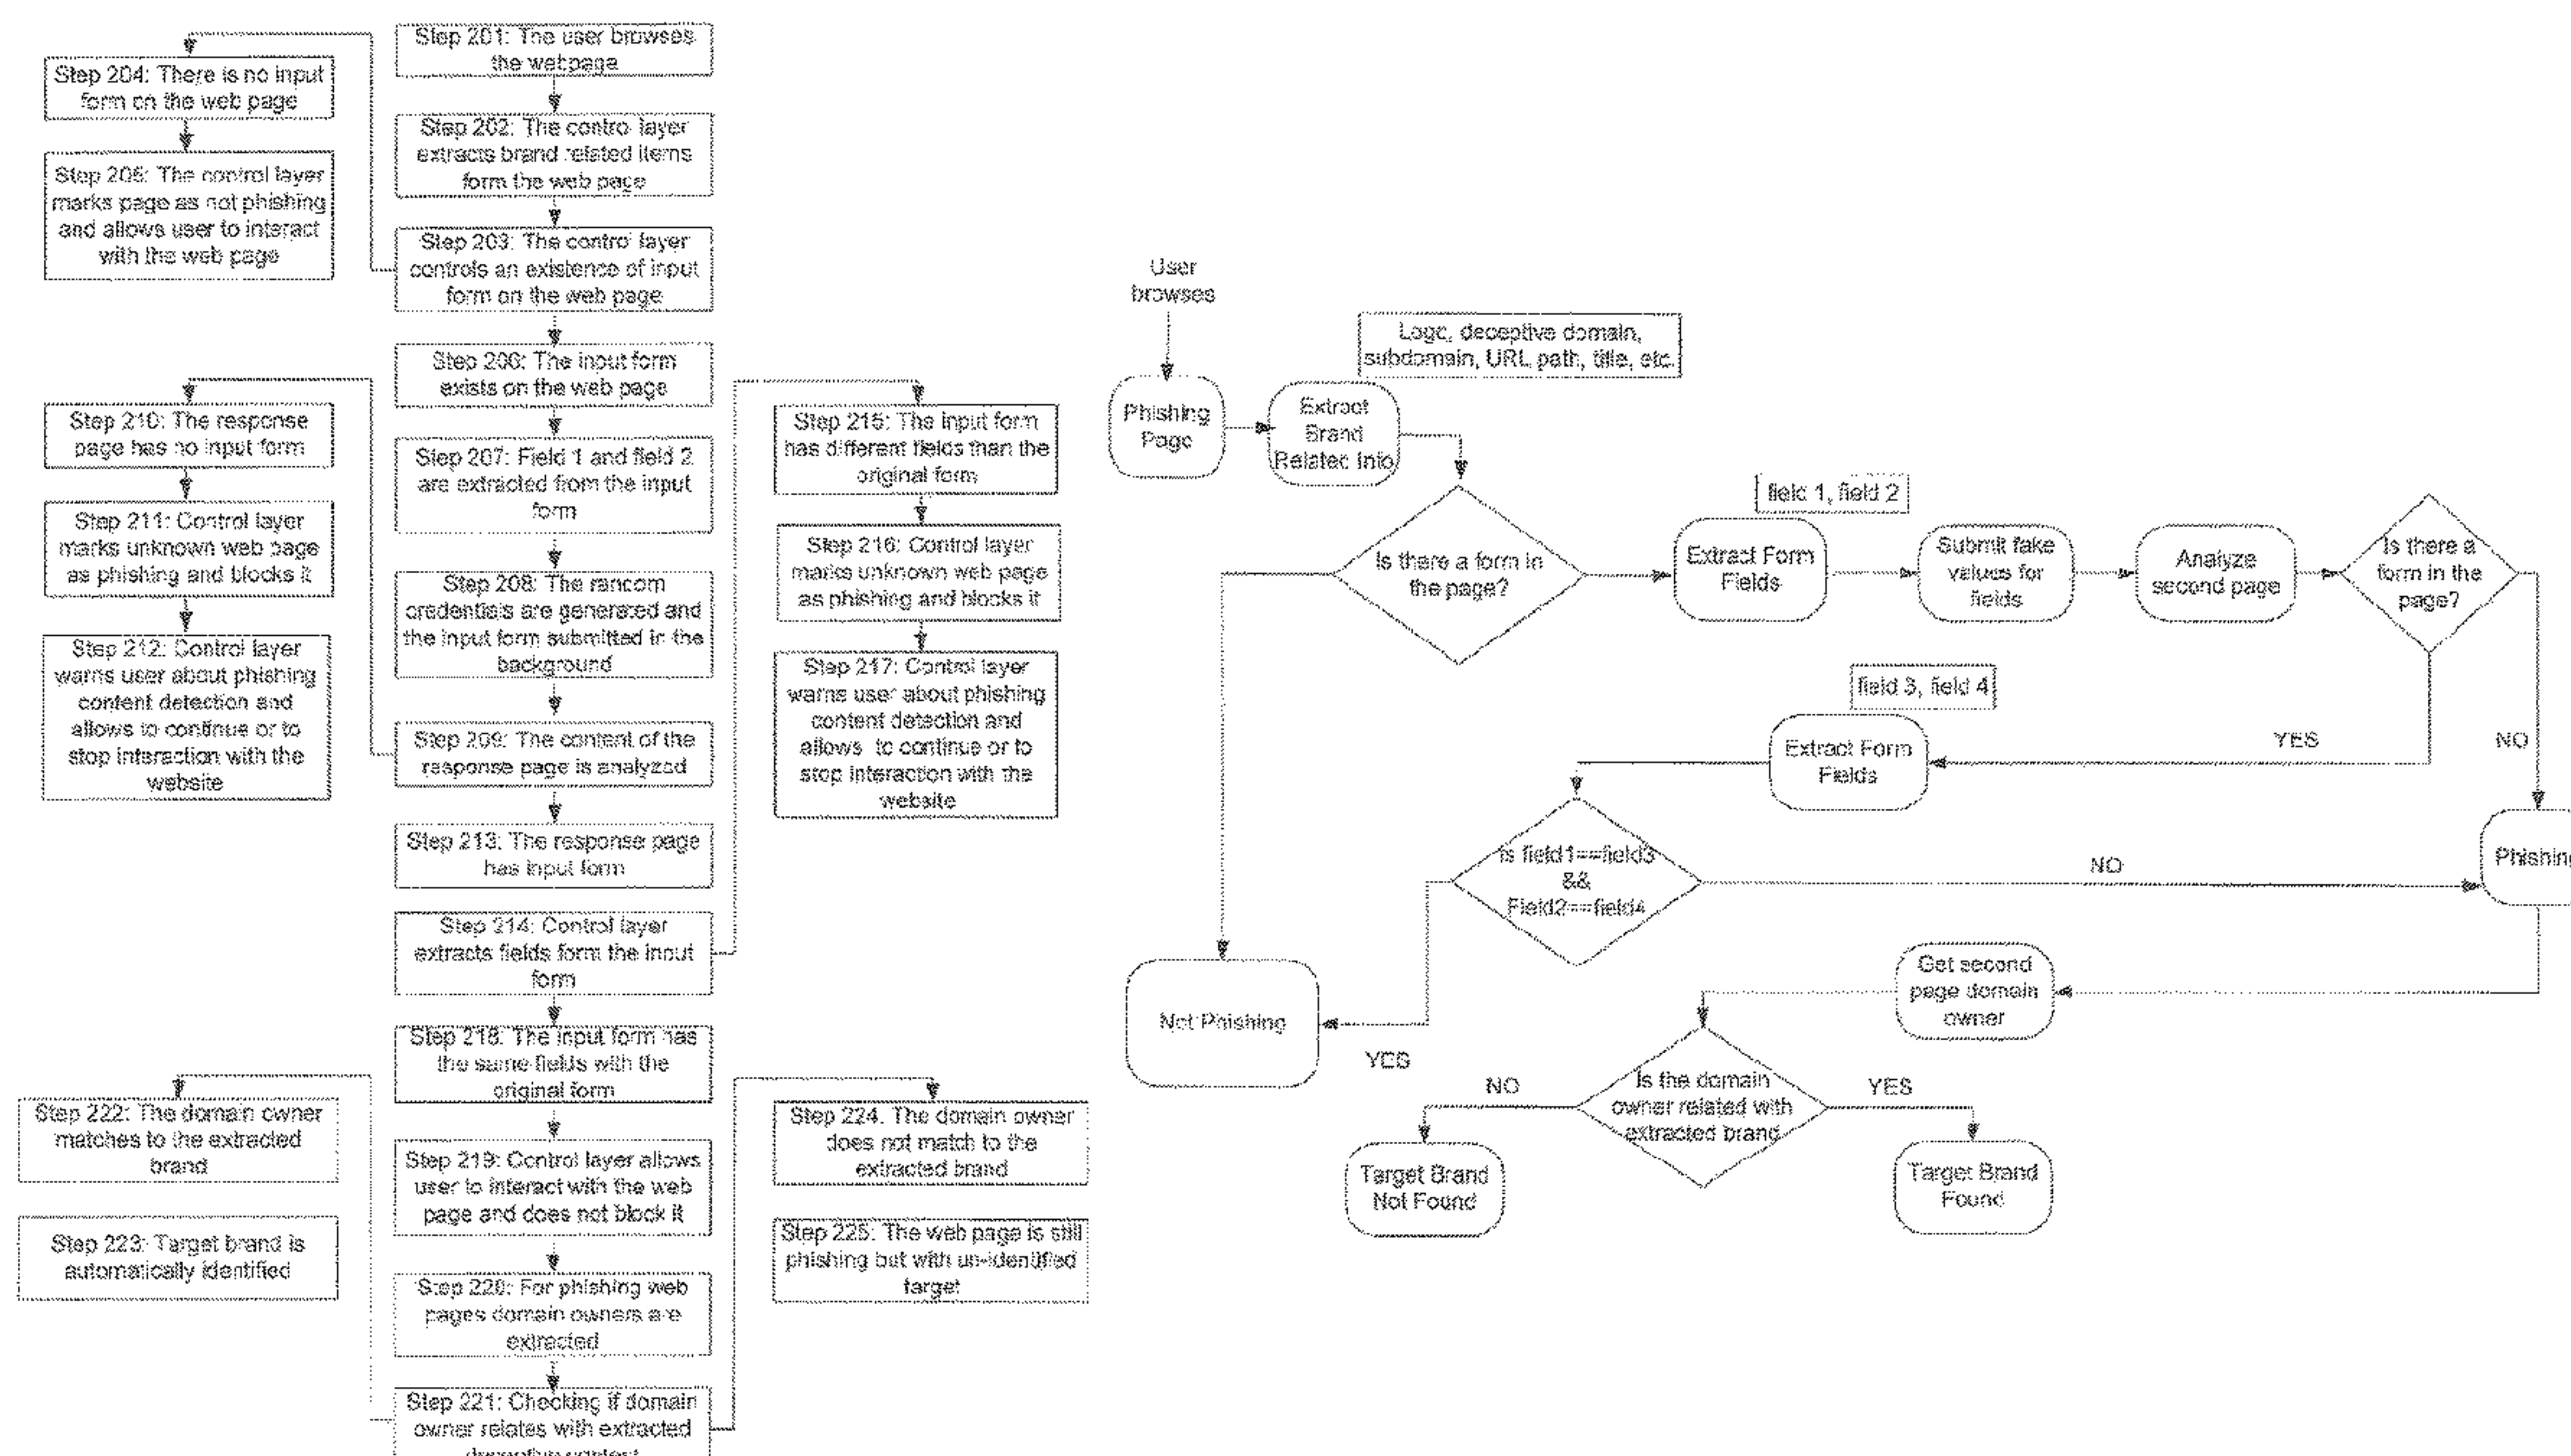 Step 201: The user browses
the webpage
Step 204: There is no input
form on the web page
Step 202: The control layer
extracts brand related items
form the web page
Step 205: The control layer
marks page as not phishing
and allows user to interact
with the web page
Step 203: The control layer
controls an existence of input
form on the web page
Step 206: The input form
exists on the web page
Step 210: The response
page has no input form
Step 207: Field 1 and field 2
are extracted from the input
form
Step 211: Control layer
marks unknown web page
as phishing and blocks it
Step 208: The random
credentials are generated and
the input form submitted in the
background
Step 212: Control layer
warns user about phishing
content detection and
allows to continue or to
stop interaction with the
website
Step 209: The content of the
response page is analyzed
Step 213: The response page
has input form
Step 214: Control layer
extracts fields form the input
form
Step 215: The input form
has different fields than the
original form
Step 216: Control layer
marks unknown web page
as phishing and blocks it
Step 217: Control layer
warns user about phishing
content detection and
allows to continue or to
stop interaction with the
website
Step 218: The input form has
the same fields with the
original form
Step 219: Control layer allows
user to interact with the web
page and does not block it
Step 220: For phishing web
pages domain owners are
extracted
Step 221: Checking if domain
owner relates with extracted
Step 222: The domain owner
matches to the extracted
brand
Step 223: Target brand is
automatically identified
Step 224. The domain owner
does not match to the
extracted brand
Step 225: The web page is still
phishing but with un-identified
target
User
browses
Logo, deceptive domain,
subdomain, URL path, title, etc.
Phishing
Page
Extract
Brand
Related Info
Is there a form in
the page?
field 1, field 2
Extract Form
Fields
Submit fake
values for
fields
Analyze
second page
Is there a
form in the
page?
field 3, field 4
Extract Form
Fields
YES
NO
Is field1==field3
&&
Field2==field4
NO
Phishing
Not Phishing
YES
Get second
page domain
owner
Is the domain
owner related with
extracted brand
NO
YES
Target Brand
Not Found
Target Brand
Found